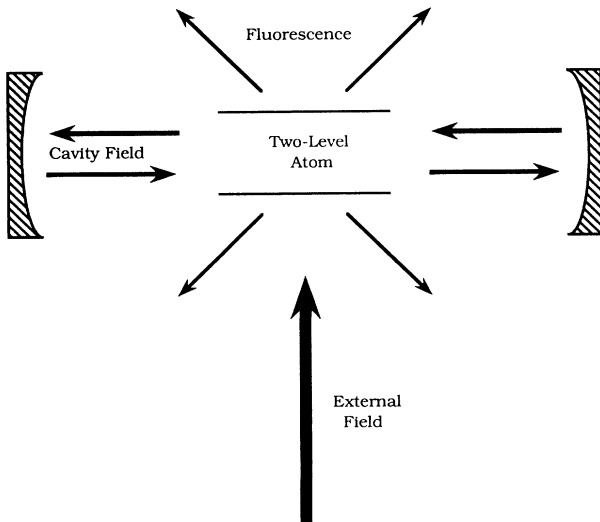 Fluorescence
Two-Level
Atom
Cavity Field
External
Field